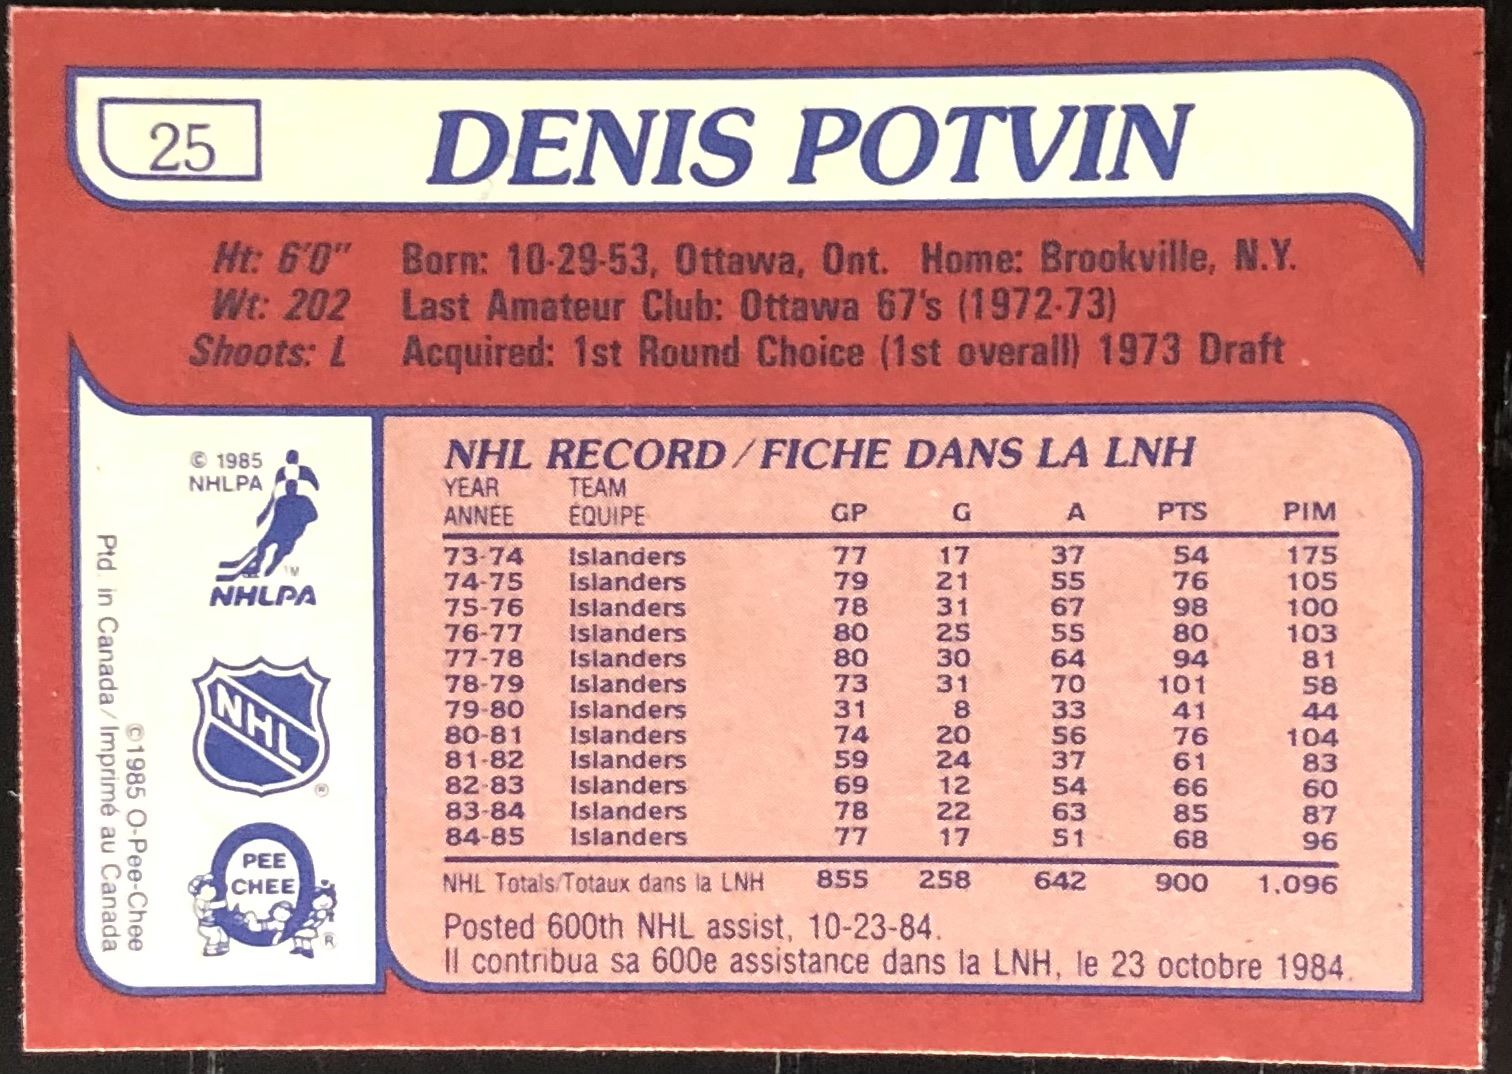 25
DENIS POTVIN
Ht: 6'0" Born: 10-29-53, Ottawa, Ont. Home: Brookville, N.Y.
Wt: 202 Last Amateur Club: Ottawa 67's (1972-73)
Shoots: L Acquired: 1st Round Choice (1st overall) 1973 Draft
© 1985
NHLPA
TM
NHLPA
NHL
®
PEE
CHEE
®
©1985 O-Pee-Chee
Ptd. in Canada/Imprimé au Canada
NHL RECORD/FICHE DANS LA LNH
YEAR TEAM
ANNÉE ÉQUIPE GP G A PTS PIM
73-74 Islanders 77 17 37 54 175
74-75 Islanders 79 21 55 76 105
75-76 Islanders 78 31 67 98 100
76-77 Islanders 80 25 55 80 103
77-78 Islanders 80 30 64 94 81
78-79 Islanders 73 31 70 101 58
79-80 Islanders 31 8 33 41 44
80-81 Islanders 74 20 56 76 104
81-82 Islanders 59 24 37 61 83
82-83 Islanders 69 12 54 66 60
83-84 Islanders 78 22 63 85 87
84-85 Islanders 77 17 51 68 96
NHL Totals/Totaux dans la LNH 855 258 642 900 1,096
Posted 600th NHL assist, 10-23-84.
Il contribua sa 600e assistance dans la LNH, le 23 octobre 1984.